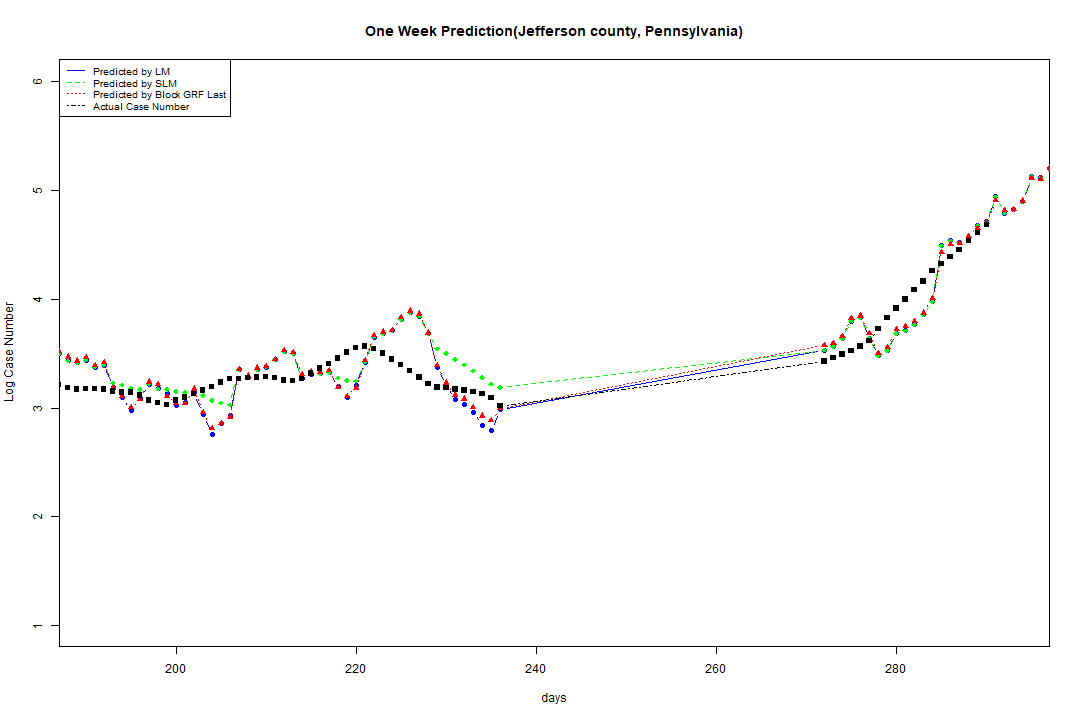 One Week Prediction(Jefferson county, Pennsylvania)
Predicted by LM
Predicted by SLM
Predicted by Block GRF Last
Actual Case Number
6
5
4
3
2
1
Log Case Number
200 220 240 260 280
days